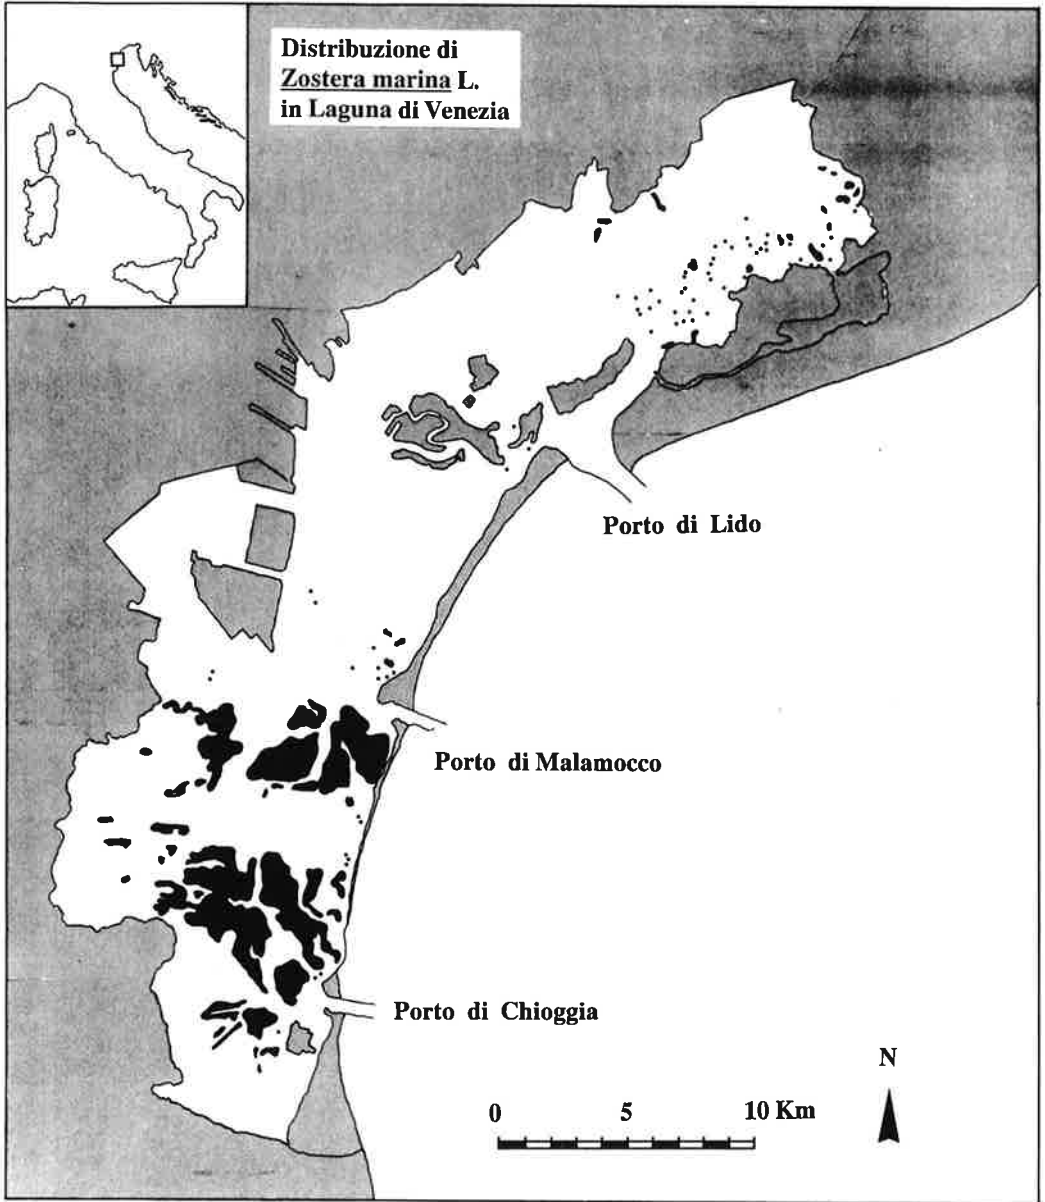 Distribuzione di
Zostera marina L.
in Laguna di Venezia
Porto di Lido
Porto di Malamocco
Porto di Chioggia
N
0 5 10 Km